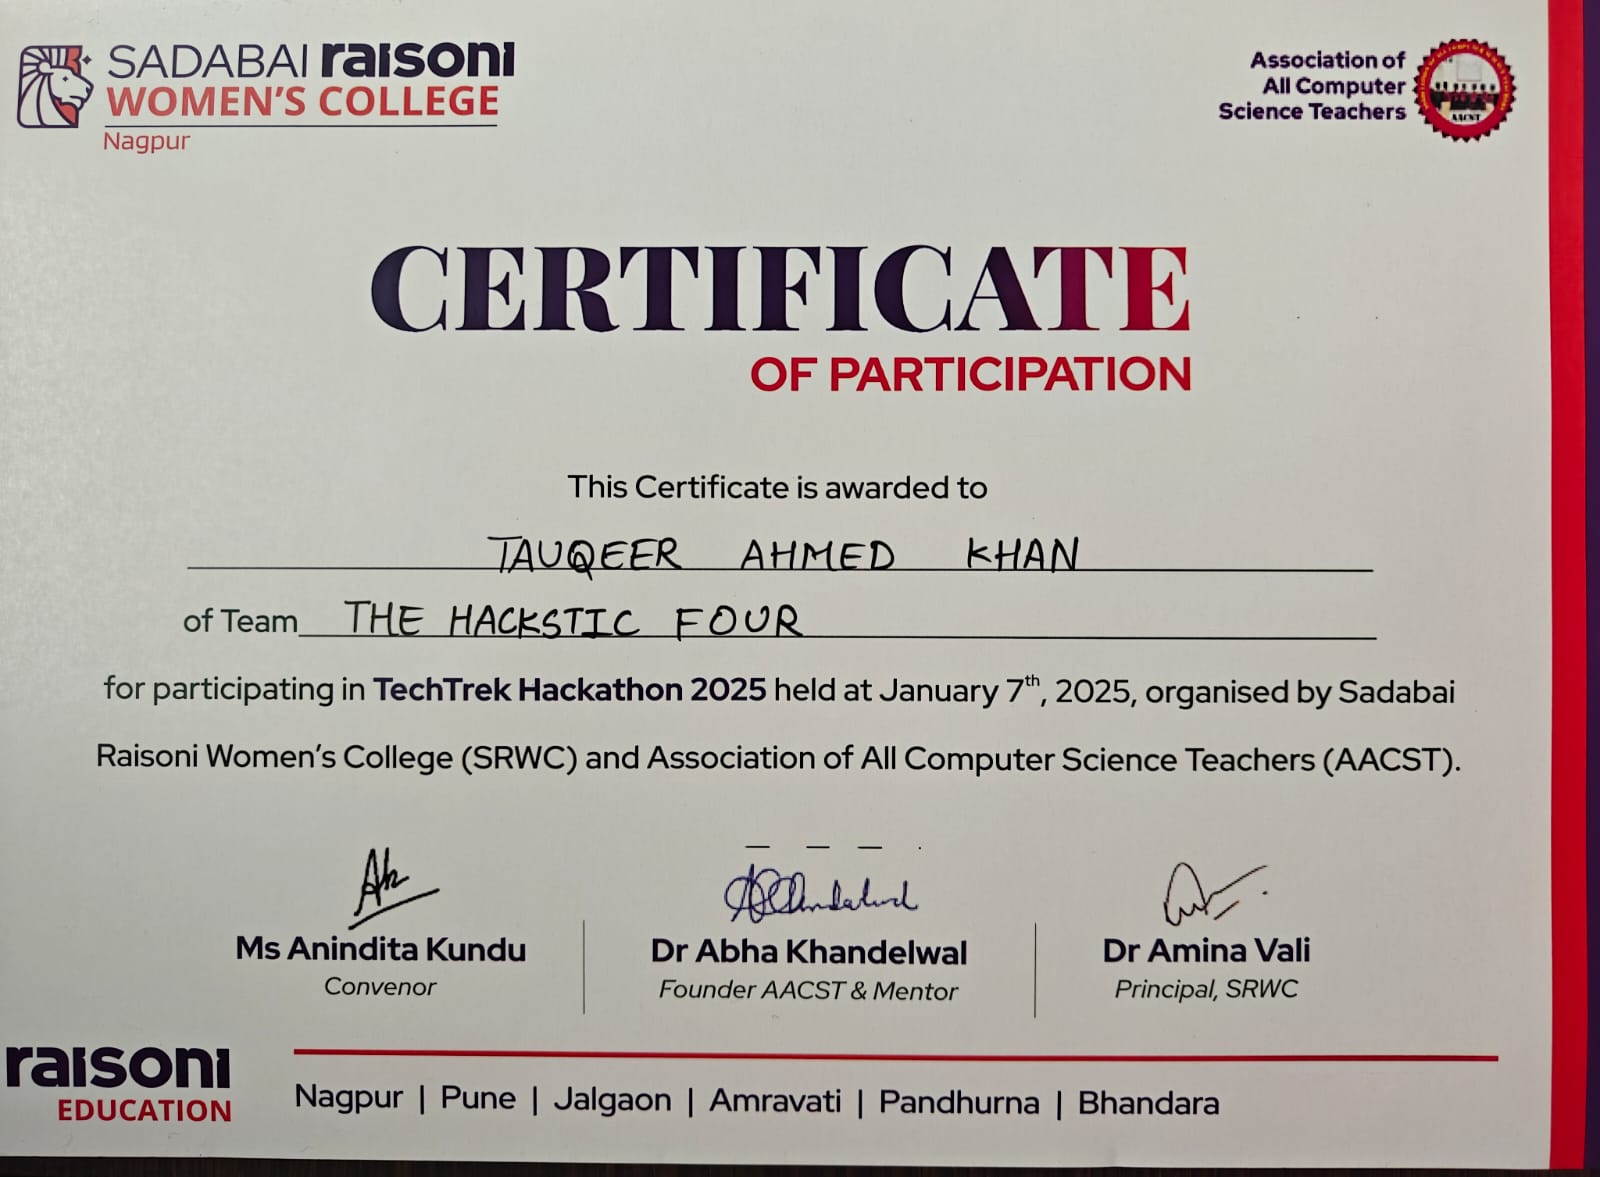 SADABAI raisoni
WOMEN'S COLLEGE
Nagpur
Association of
All Computer
Science Teachers
AACST
CERTIFICATE
OF PARTICIPATION
This Certificate is awarded to
TAUQEER AHMED KHAN
of Team THE HACKSTIC FOUR
for participating in TechTrek Hackathon 2025 held at January 7th, 2025, organised by Sadabai
Raisoni Women's College (SRWC) and Association of All Computer Science Teachers (AACST).
Ms Anindita Kundu
Convenor
Dr Abha Khandelwal
Founder AACST & Mentor
Dr Amina Vali
Principal, SRWC
raisoni
EDUCATION
Nagpur | Pune | Jalgaon | Amravati | Pandhurna | Bhandara